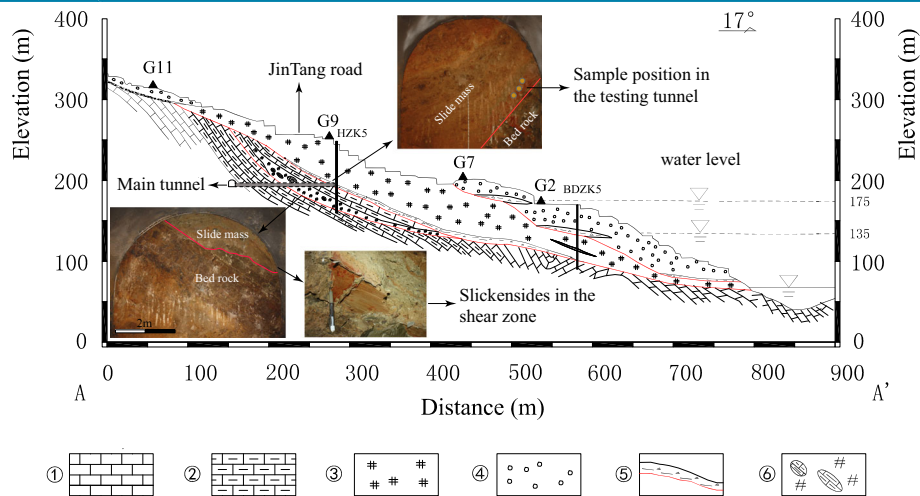 400
300
200
100
0
Elevation (m)
G11
JinTang road
G9
HZK5
Main tunnel
Slide mass
Bed rock
Sample position in
the testing tunnel
17°
G7
G2
BDZK5
water level
175
135
Slide mass
Bed rock
2m
Slickensides in the
shear zone
400
300
200
100
0
Elevation (m)
A
0
100
200
300
400
500
600
700
800
900
A'
Distance (m)
①
②
③
④
⑤
⑥